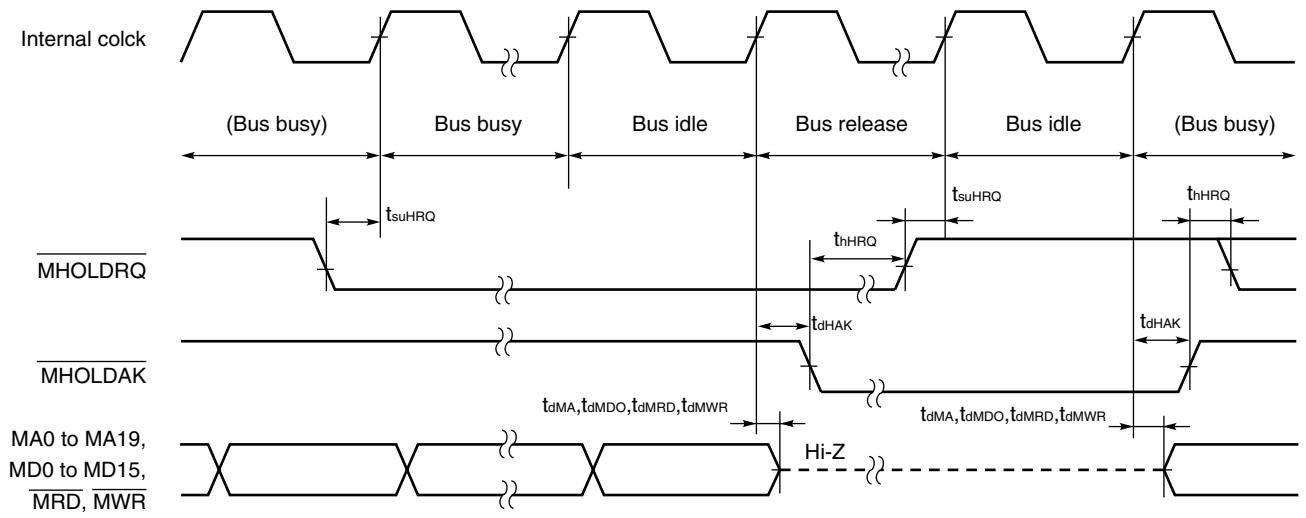 Internal colck
(Bus busy) Bus busy Bus idle Bus release Bus idle (Bus busy)
tsuHRQ tsuHRQ thHRQ
thHRQ
MHOLDRQ
tdHAK tdHAK
MHOLDAK
tdMA,tdMDO,tdMRD,tdMWR tdMA,tdMDO,tdMRD,tdMWR
MA0 to MA19,
Hi-Z
MD0 to MD15,
MRD, MWR